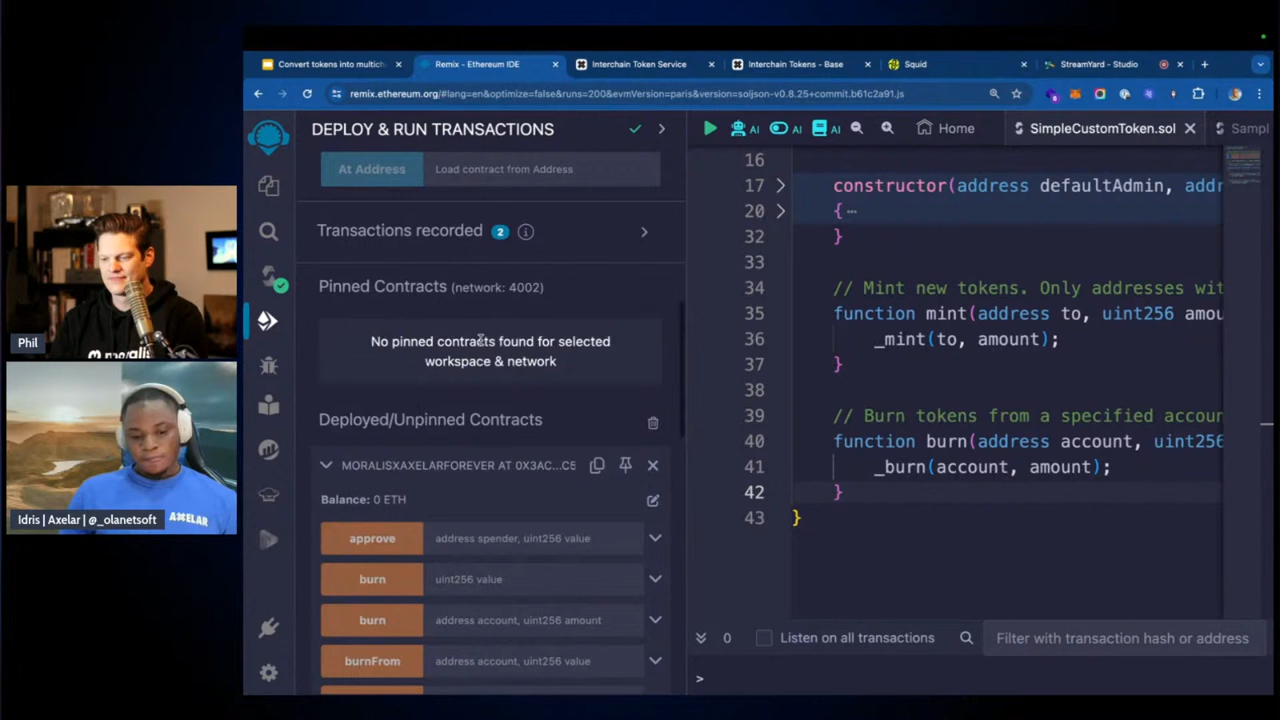 Convert tokens into multich
Remix - Ethereum IDE
Interchain Token Service
Interchain Tokens - Base
Squid
StreamYard - Studio
remix.ethereum.org/#lang=en&optimize=false&runs=200&evmVersion=paris&version=soljson-v0.8.25+commit.b61c2a91.js
DEPLOY & RUN TRANSACTIONS
AI
AI
AI
Home
SimpleCustomToken.sol
Sampl
At Address
Load contract from Address
Transactions recorded 2
Pinned Contracts (network: 4002)
No pinned contracts found for selected
workspace & network
Deployed/Unpinned Contracts
MORALISXAXELARFOREVER AT 0X3AC...C5
Balance: 0 ETH
approve address spender, uint256 value
burn uint256 value
burn address account, uint256 amount
burnFrom address account, uint256 value
16
17 constructor(address defaultAdmin, addr
20 {
32 }
33
34 // Mint new tokens. Only addresses wit
35 function mint(address to, uint256 amou
36 _mint(to, amount);
37 }
38
39 // Burn tokens from a specified accoun
40 function burn(address account, uint256
41 _burn(account, amount);
42 }
43 }
0
Listen on all transactions
Filter with transaction hash or address
>
Phil
Idris | Axelar | @_olanetsoft
AXELAR